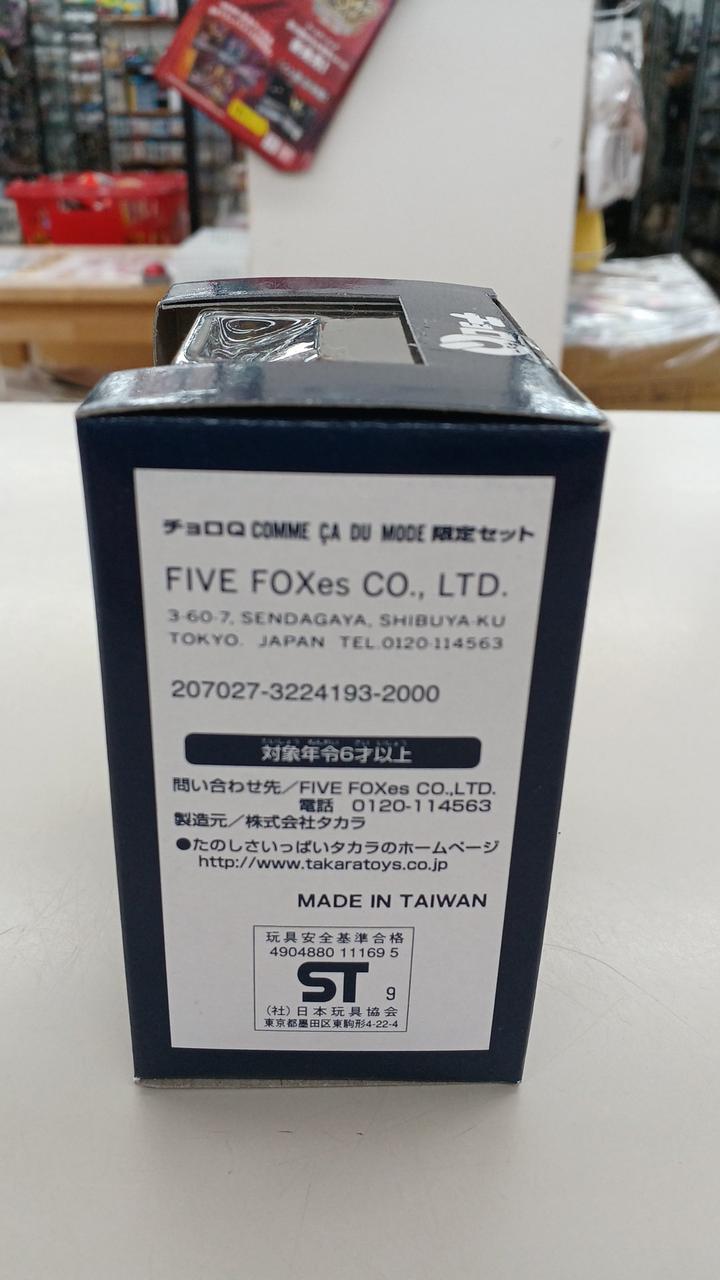 チョロQ COMME ÇA DU MODE 限定セット
FIVE FOXes CO., LTD.
3-60-7, SENDAGAYA, SHIBUYA-KU
TOKYO. JAPAN TEL.0120-114563
207027-3224193-2000
対象年令6才以上
問い合わせ先／FIVE FOXes CO.,LTD.
電話 0120-114563
製造元／株式会社タカラ
●たのしさいっぱいタカラのホームページ
http://www.takaratoys.co.jp
MADE IN TAIWAN
玩具安全基準合格
4904880 11169 5
ST 9
(社)日本玩具協会
東京都墨田区東駒形4-22-4